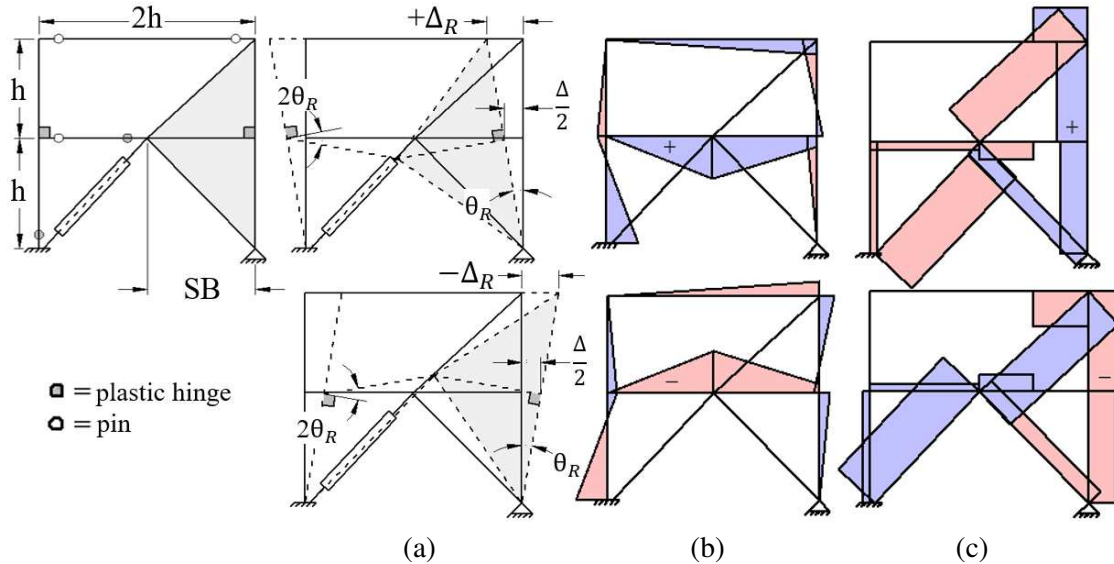 2h
h
h
SB
+Δ_R
2θ_R
Δ/2
θ_R
+
+
−Δ_R
Δ/2
2θ_R
θ_R
−
−
= plastic hinge
= pin
(a)
(b)
(c)